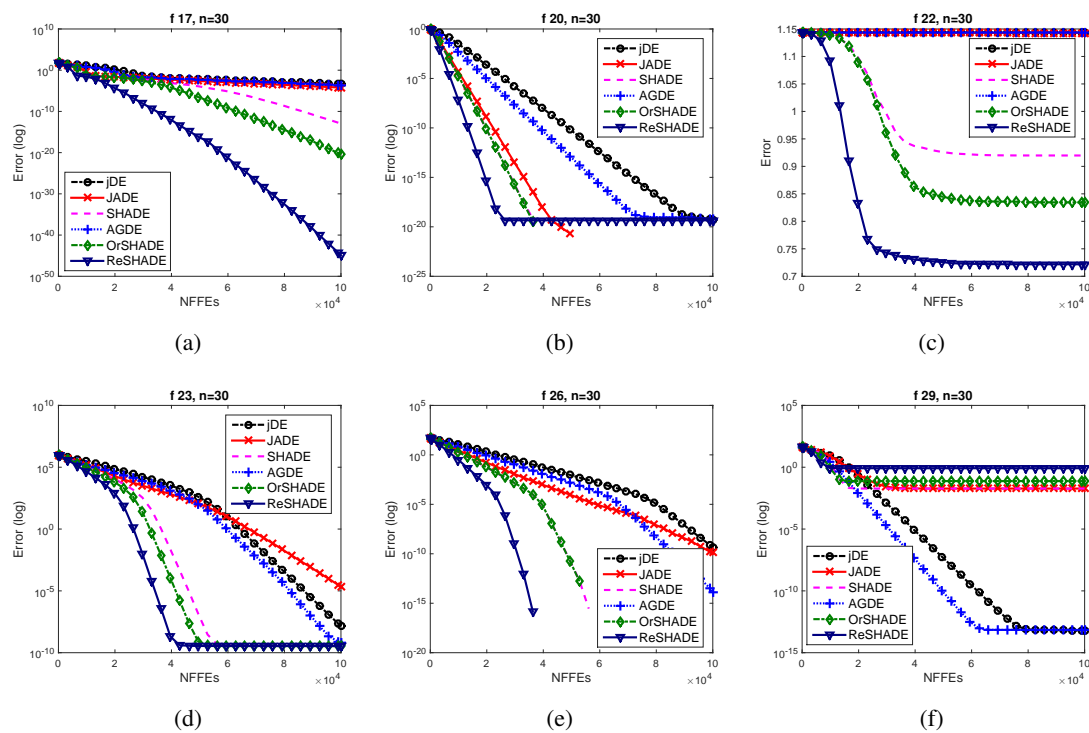 f 17, n=30
10^10
10^0
10^-10
10^-20
10^-30
10^-40
10^-50
Error (log)
jDE
JADE
SHADE
AGDE
OrSHADE
ReSHADE
0 2 4 6 8 10
NFFEs
×10^4
(a)
f 20, n=30
10^0
10^-5
10^-10
10^-15
10^-20
10^-25
Error (log)
jDE
JADE
SHADE
AGDE
OrSHADE
ReSHADE
0 2 4 6 8 10
NFFEs
×10^4
(b)
f 22, n=30
1.15
1.1
1.05
1
0.95
0.9
0.85
0.8
0.75
0.7
Error
jDE
JADE
SHADE
AGDE
OrSHADE
ReSHADE
0 2 4 6 8 10
NFFEs
×10^4
(c)
f 23, n=30
10^10
10^5
10^0
10^-5
10^-10
Error (log)
jDE
JADE
SHADE
AGDE
OrSHADE
ReSHADE
0 2 4 6 8 10
NFFEs
×10^4
(d)
f 26, n=30
10^5
10^0
10^-5
10^-10
10^-15
10^-20
Error (log)
jDE
JADE
SHADE
AGDE
OrSHADE
ReSHADE
0 2 4 6 8 10
NFFEs
×10^4
(e)
f 29, n=30
10^5
10^0
10^-5
10^-10
10^-15
Error (log)
jDE
JADE
SHADE
AGDE
OrSHADE
ReSHADE
0 2 4 6 8 10
NFFEs
×10^4
(f)